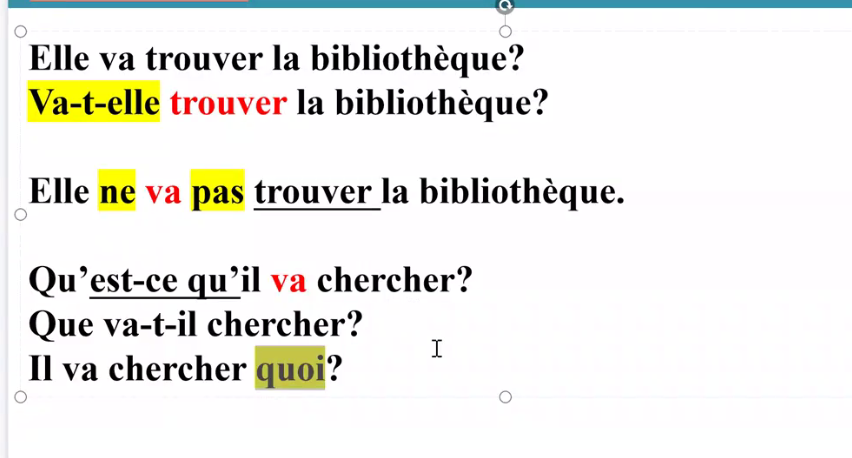 Elle va trouver la bibliothèque?
Va-t-elle trouver la bibliothèque?
Elle ne va pas trouver la bibliothèque.
Qu’est-ce qu’il va chercher?
Que va-t-il chercher?
Il va chercher quoi?